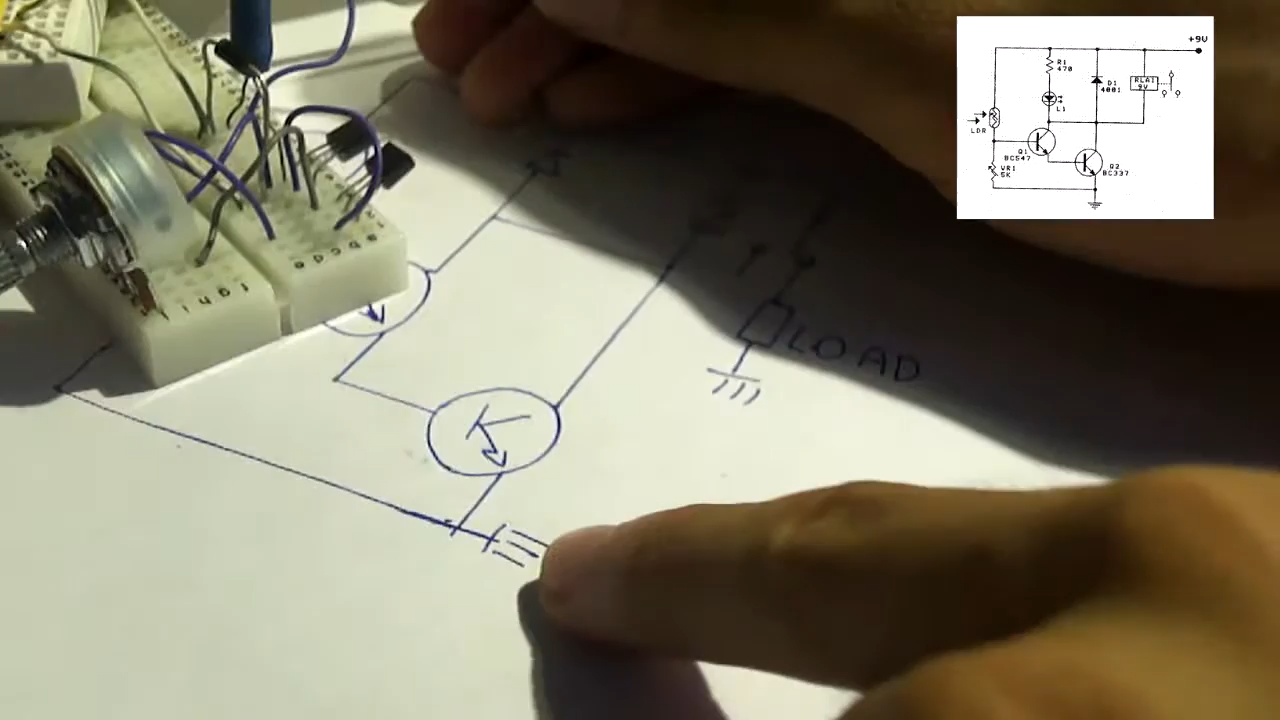 +9V
R1
470
D1
4001
RLA1
9V
L1
LDR
Q1
BC547
VR1
5K
Q2
BC337
LOAD